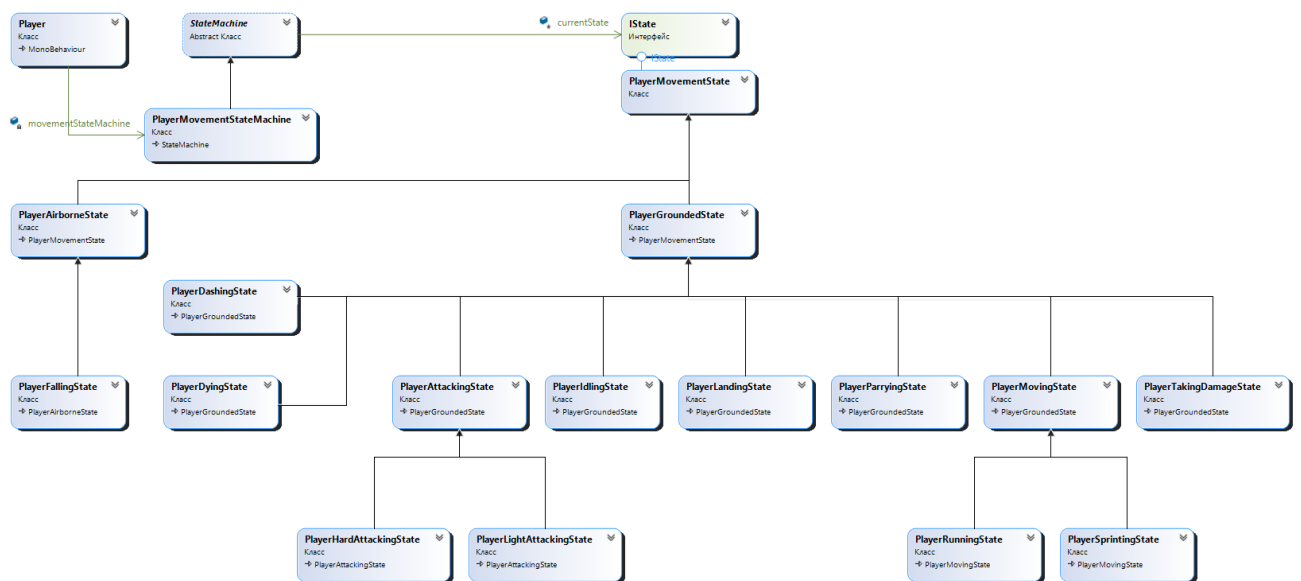 Player
Класс
MonoBehaviour
StateMachine
Abstract Класс
currentState
IState
Интерфейс
IState
PlayerMovementState
Класс
movementStateMachine
PlayerMovementStateMachine
Класс
StateMachine
PlayerAirborneState
Класс
PlayerMovementState
PlayerGroundedState
Класс
PlayerMovementState
PlayerDashingState
Класс
PlayerGroundedState
PlayerFallingState
Класс
PlayerAirborneState
PlayerDyingState
Класс
PlayerGroundedState
PlayerAttackingState
Класс
PlayerGroundedState
PlayerIdlingState
Класс
PlayerGroundedState
PlayerLandingState
Класс
PlayerGroundedState
PlayerParryingState
Класс
PlayerGroundedState
PlayerMovingState
Класс
PlayerGroundedState
PlayerTakingDamageState
Класс
PlayerGroundedState
PlayerHardAttackingState
Класс
PlayerAttackingState
PlayerLightAttackingState
Класс
PlayerAttackingState
PlayerRunningState
Класс
PlayerMovingState
PlayerSprintingState
Класс
PlayerMovingState